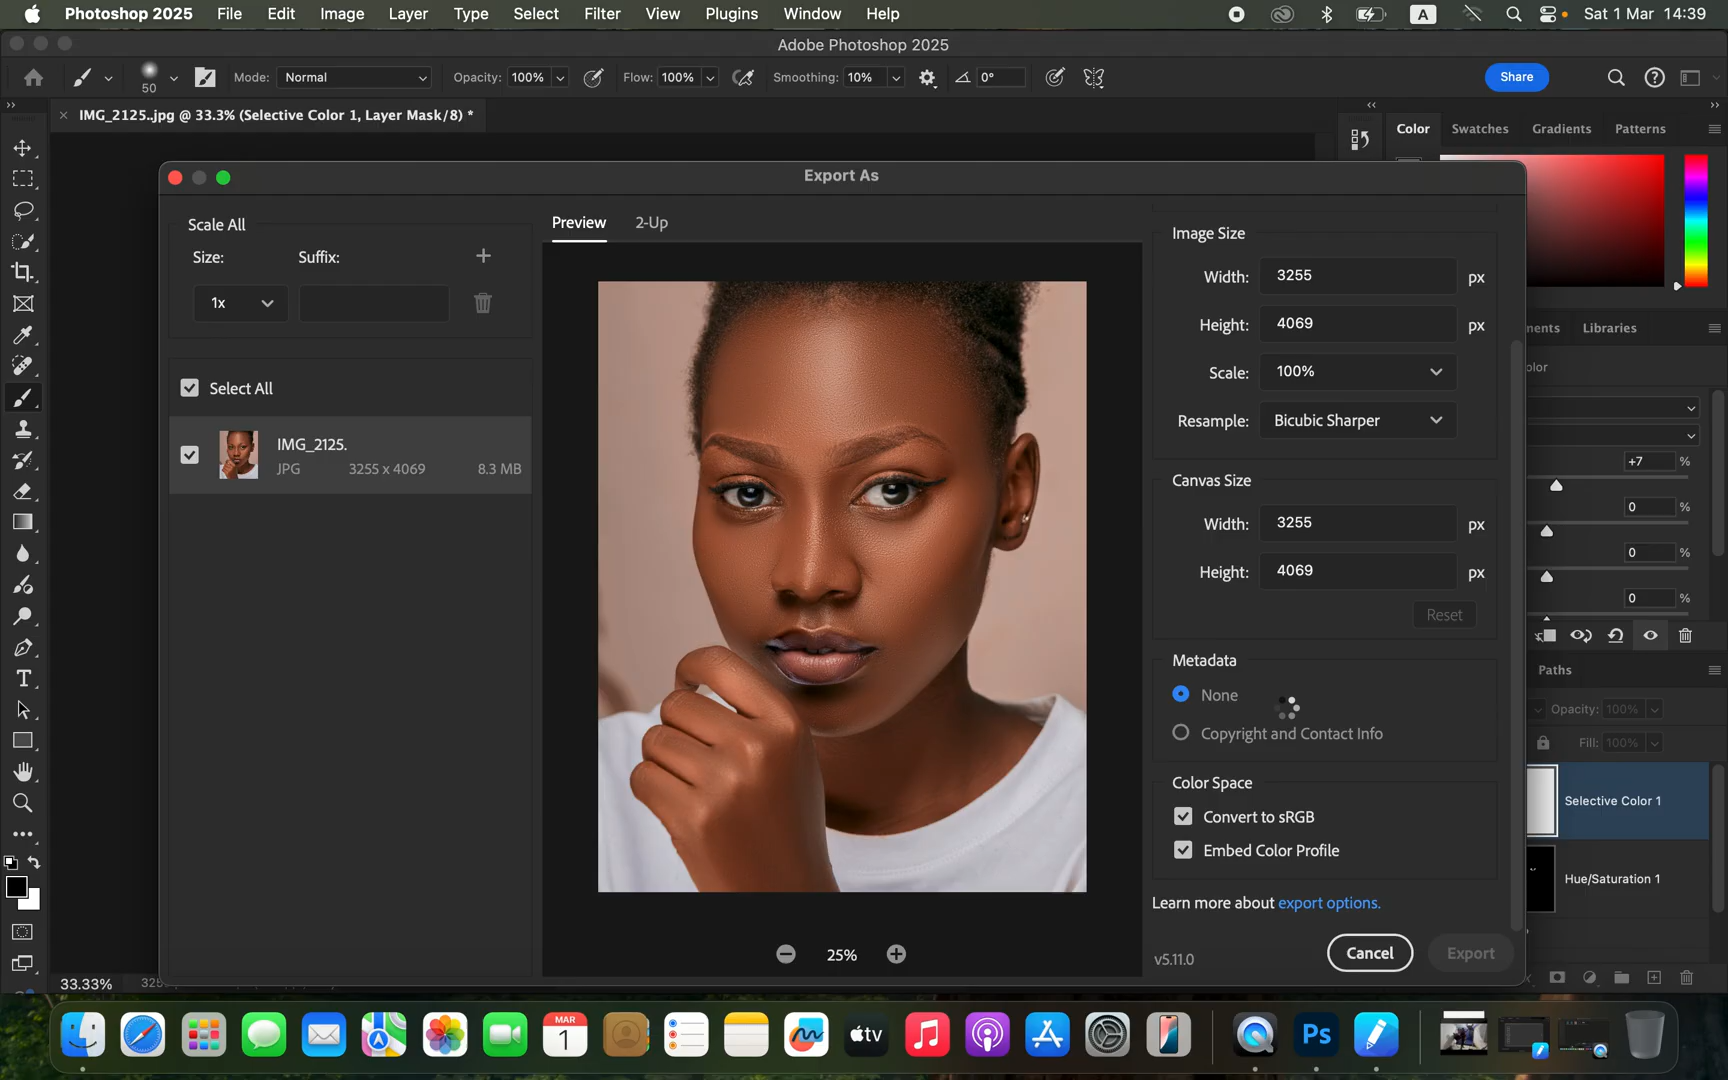 Photoshop 2025 File Edit Image Layer Type Select Filter View Plugins Window Help A Sat 1 Mar 14:39
Adobe Photoshop 2025
50 Mode: Normal Opacity: 100% Flow: 100% Smoothing: 10% 0° Share
IMG_2125..jpg @ 33.3% (Selective Color 1, Layer Mask/8) *
Color Swatches Gradients Patterns
Export As
Scale All
Size: Suffix:
1x
Select All
IMG_2125.
JPG 3255 x 4069 8.3 MB
Preview 2-Up
25%
Image Size
Width: 3255 px
Height: 4069 px
Scale: 100%
Resample: Bicubic Sharper
Canvas Size
Width: 3255 px
Height: 4069 px
Reset
Metadata
None
Copyright and Contact Info
Color Space
Convert to sRGB
Embed Color Profile
Learn more about export options.
v5.11.0 Cancel Export
Libraries
+7 %
0 %
0 %
0 %
Paths
Opacity: 100%
Fill: 100%
Selective Color 1
Hue/Saturation 1
33.33%
MAR
1
tv
Ps